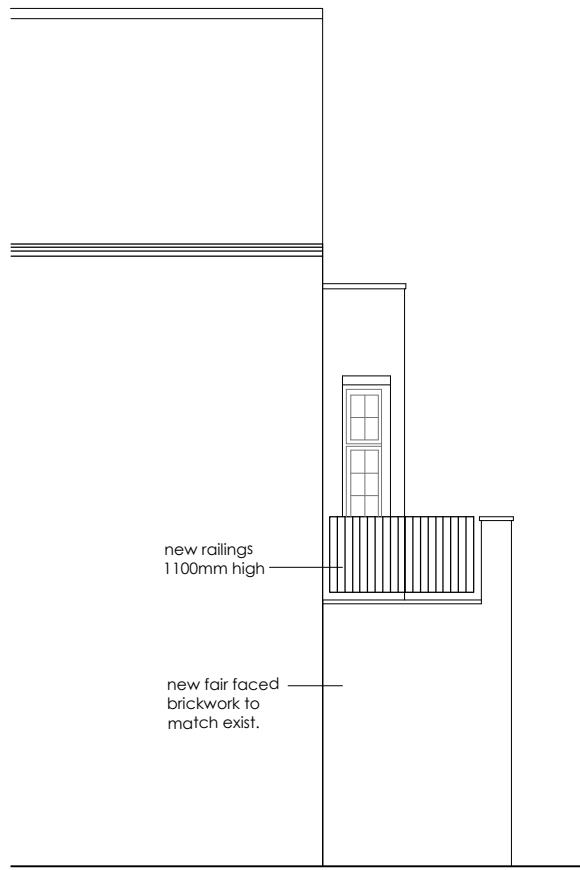 new railings
1100mm high
new fair faced
brickwork to
match exist.